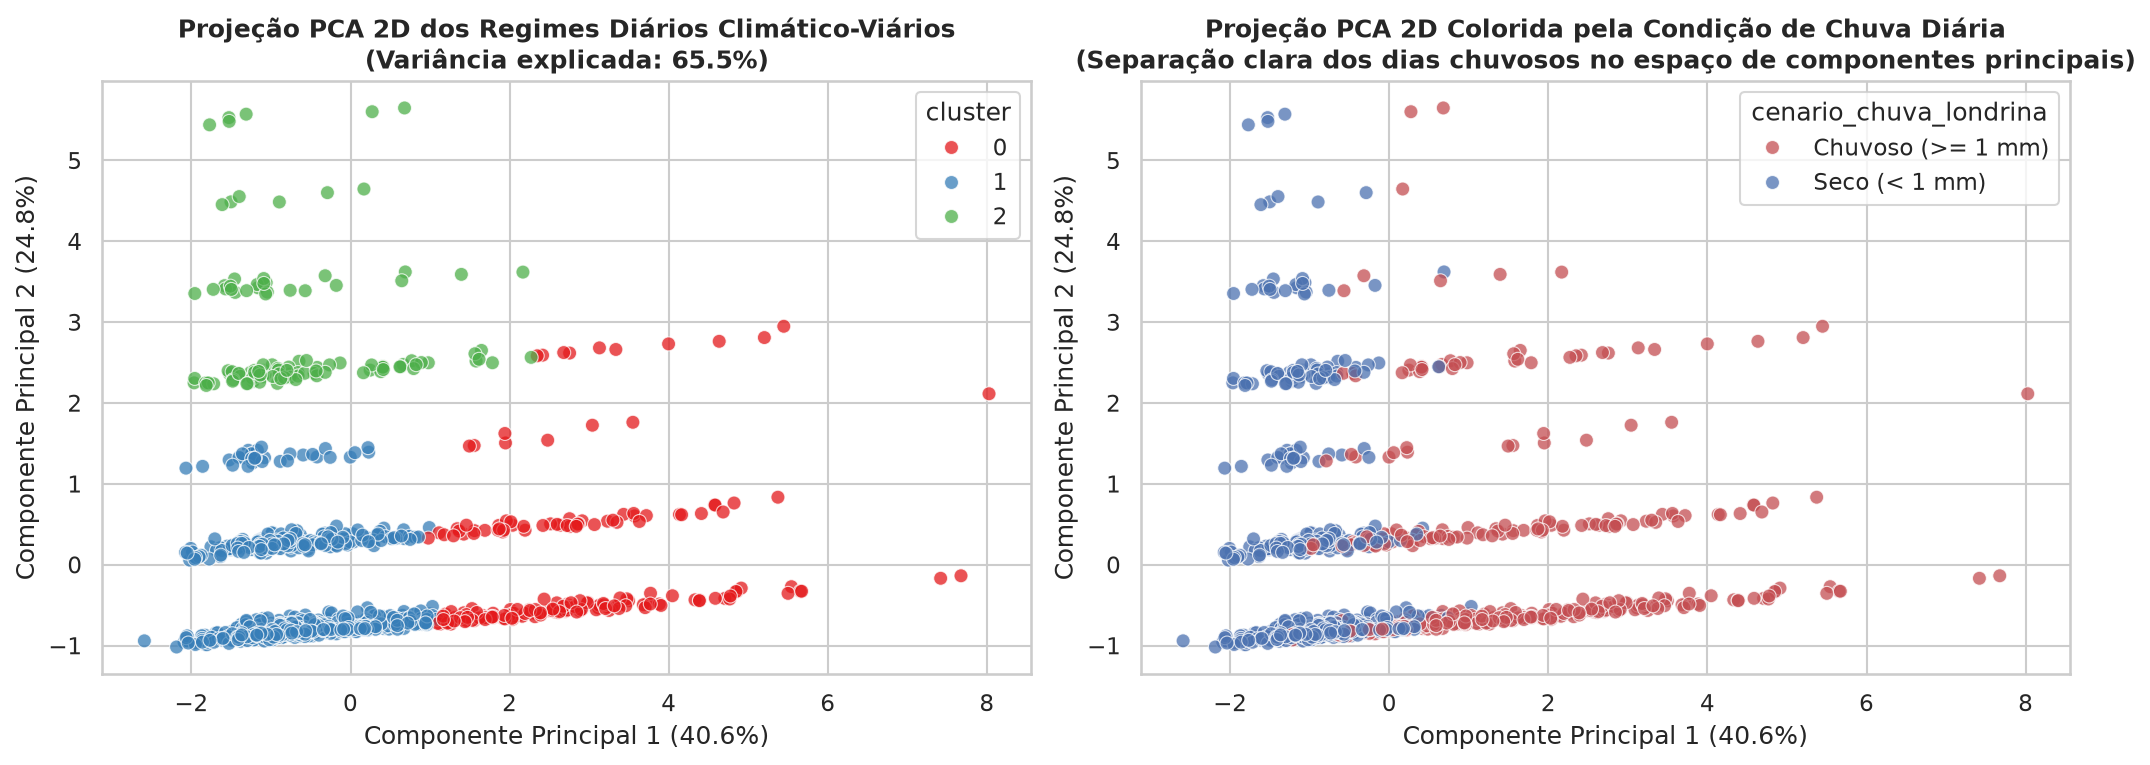 Projeção PCA 2D dos Regimes Diários Climático-Viários
(Variância explicada: 65.5%)
cluster
0
1
2
Componente Principal 2 (24.8%)
5
4
3
2
1
0
−1
−2
0
2
4
6
8
Componente Principal 1 (40.6%)
Projeção PCA 2D Colorida pela Condição de Chuva Diária
(Separação clara dos dias chuvosos no espaço de componentes principais)
cenario_chuva_londrina
Chuvoso (>= 1 mm)
Seco (< 1 mm)
Componente Principal 2 (24.8%)
5
4
3
2
1
0
−1
−2
0
2
4
6
8
Componente Principal 1 (40.6%)